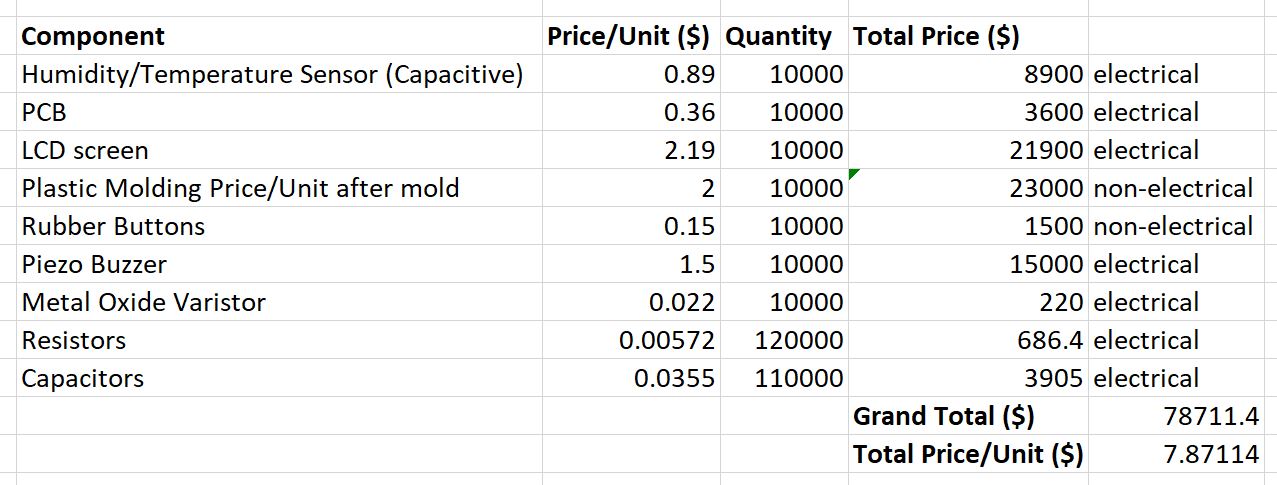 Component Price/Unit ($) Quantity Total Price ($)
Humidity/Temperature Sensor (Capacitive) 0.89 10000 8900 electrical
PCB 0.36 10000 3600 electrical
LCD screen 2.19 10000 21900 electrical
Plastic Molding Price/Unit after mold 2 10000 23000 non-electrical
Rubber Buttons 0.15 10000 1500 non-electrical
Piezo Buzzer 1.5 10000 15000 electrical
Metal Oxide Varistor 0.022 10000 220 electrical
Resistors 0.00572 120000 686.4 electrical
Capacitors 0.0355 110000 3905 electrical
Grand Total ($) 78711.4
Total Price/Unit ($) 7.87114